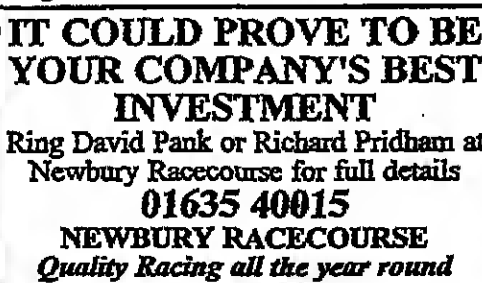 IT COULD PROVE TO BE
YOUR COMPANY'S BEST
INVESTMENT
Ring David Pank or Richard Pridham at
Newbury Racecourse for full details
01635 40015
NEWBURY RACECOURSE
Quality Racing all the year round